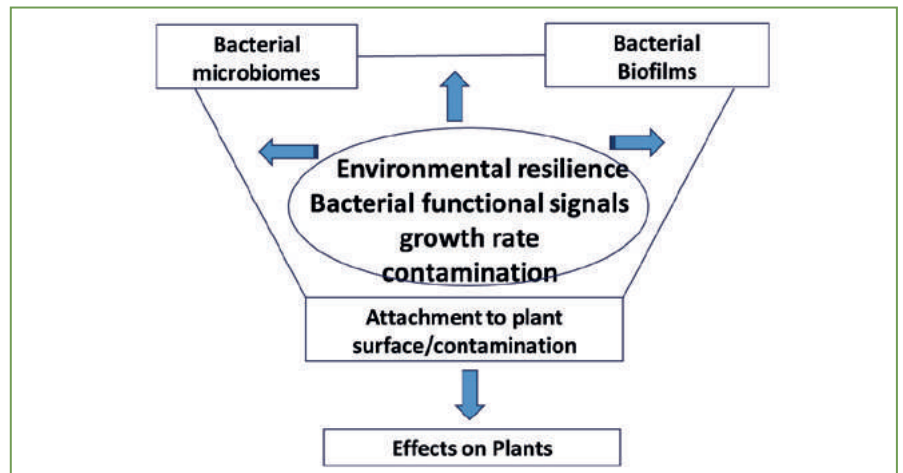 Bacterial
microbiomes
Bacterial
Biofilms
Environmental resilience
Bacterial functional signals
growth rate
contamination
Attachment to plant
surface/contamination
Effects on Plants